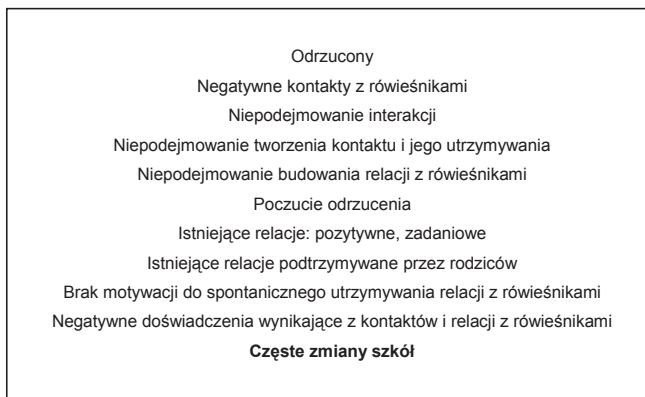 Odrzucony
Negatywne kontakty z rówieśnikami
Niepodejmowanie interakcji
Niepodejmowanie tworzenia kontaktu i jego utrzymywania
Niepodejmowanie budowania relacji z rówieśnikami
Poczucie odrzucenia
Istniejące relacje: pozytywne, zadaniowe
Istniejące relacje podtrzymywane przez rodziców
Brak motywacji do spontanicznego utrzymywania relacji z rówieśnikami
Negatywne doświadczenia wynikające z kontaktów i relacji z rówieśnikami
Częste zmiany szkół